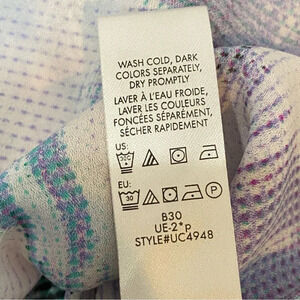 WASH COLD, DARK
COLORS SEPARATELY,
DRY PROMPTLY
LAVER À L'EAU FROIDE,
LAVER LES COULEURS
FONCÉES SÉPARÉMENT,
SÉCHER RAPIDEMENT
US:
30C
EU:
30 P
B30
UE-2*P
STYLE#UC4948